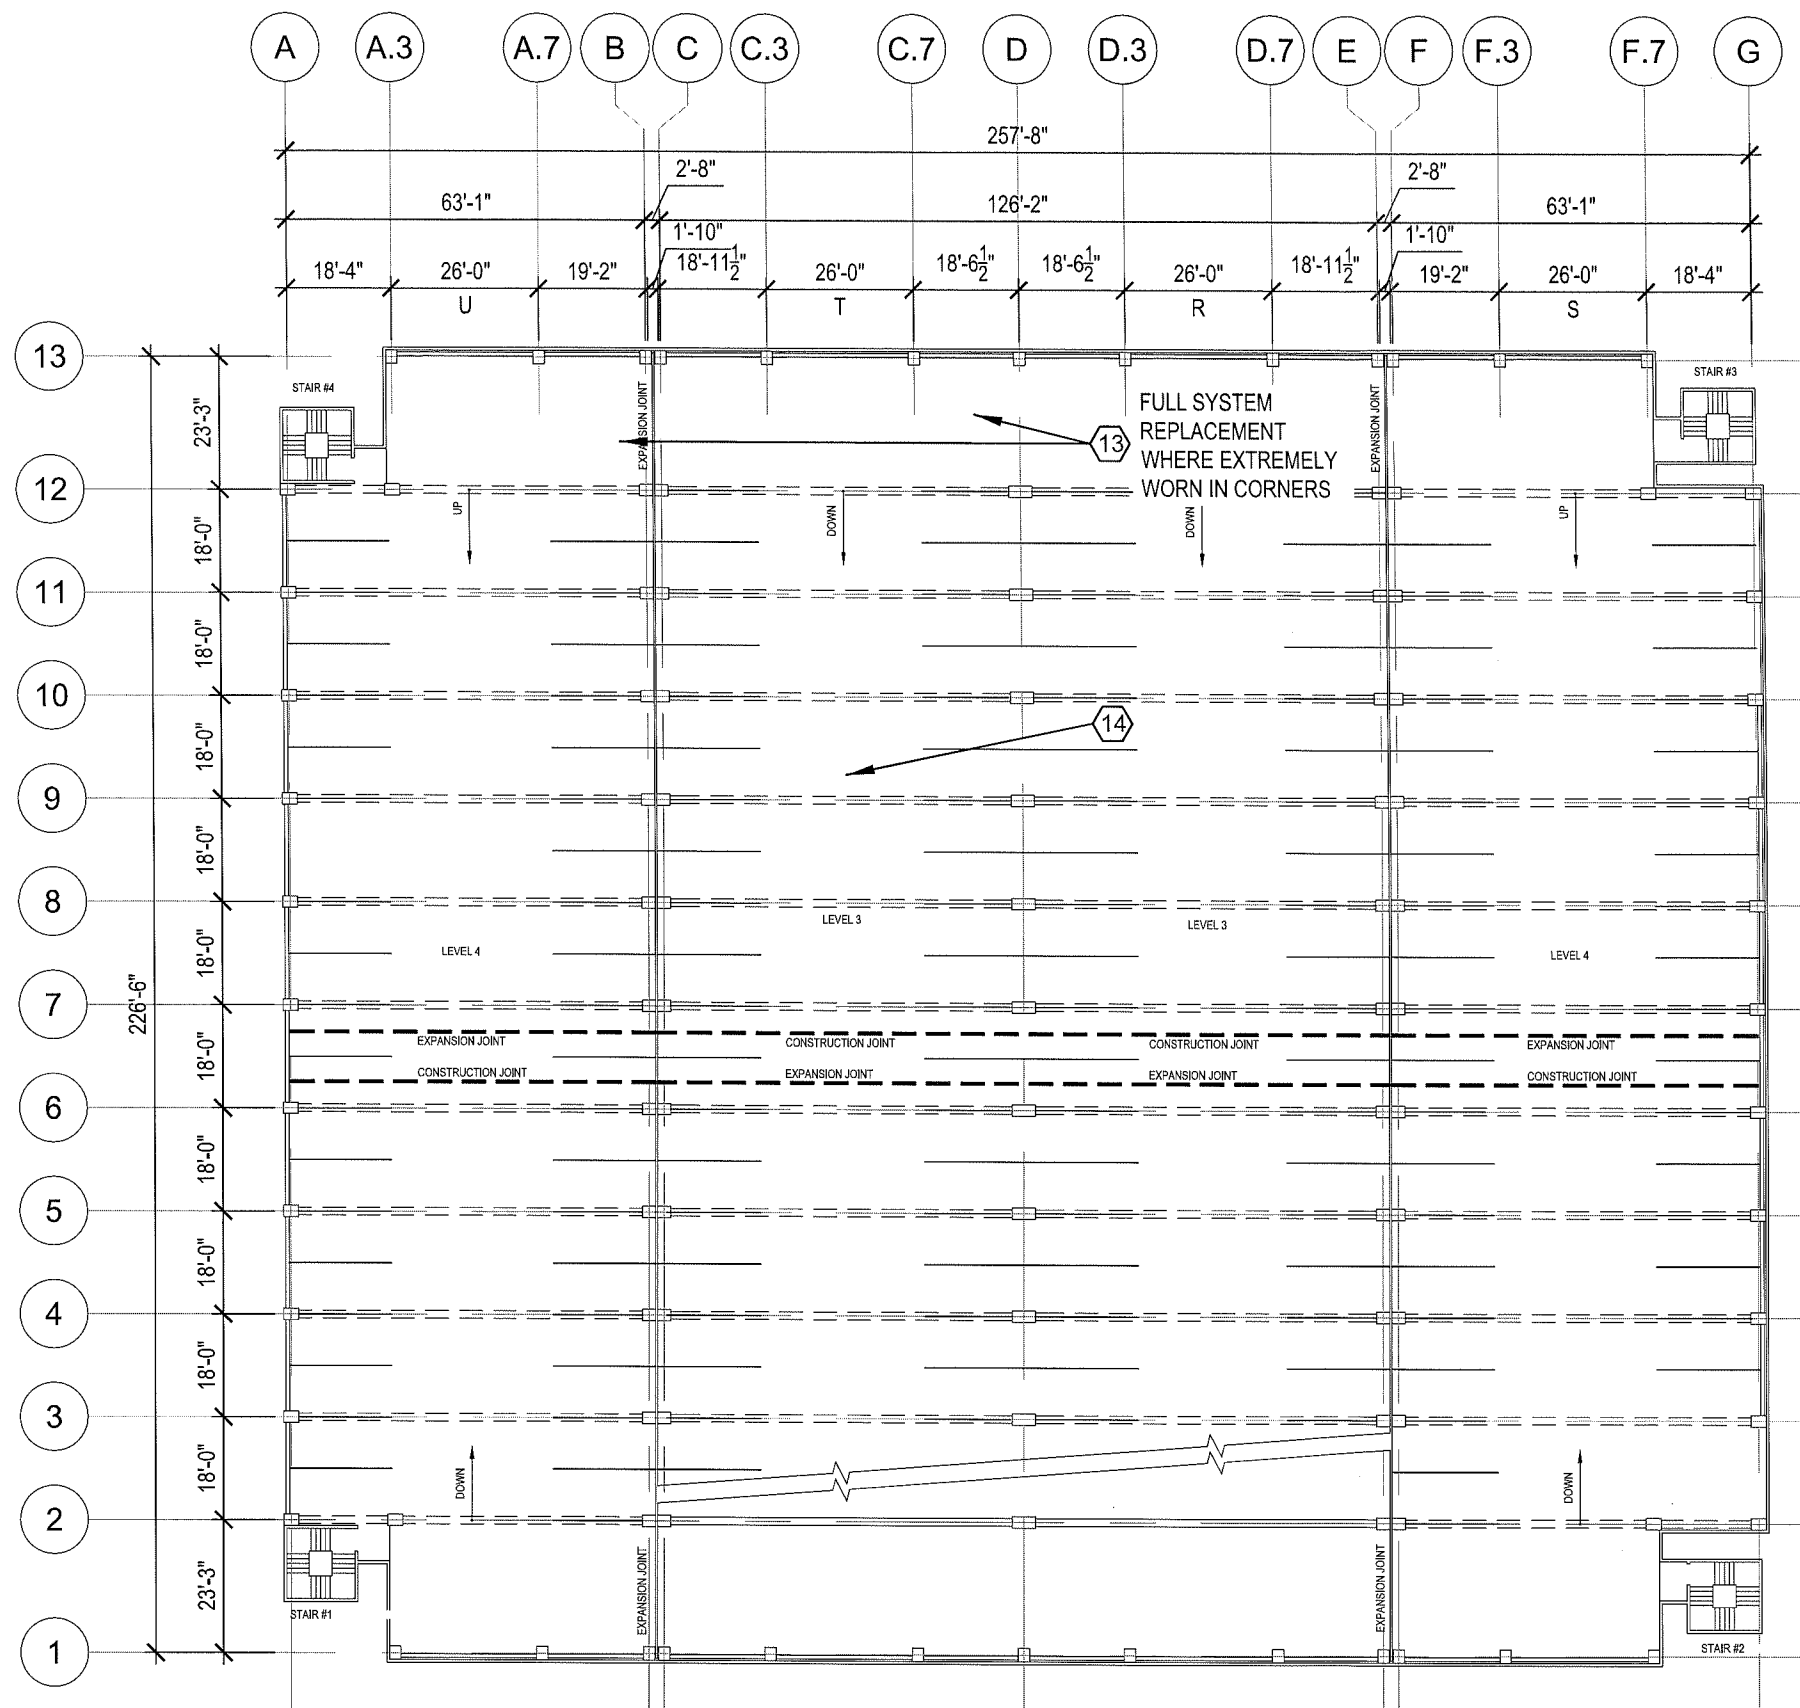 A A.3 A.7 B C C.3 C.7 D D.3 D.7 E F F.3 F.7 G
257'-8"
2'-8" 2'-8"
63'-1" 126'-2" 63'-1"
1'-10" 1'-10"
18'-4" 26'-0" 19'-2" 18'-11 1/2" 26'-0" 18'-6 1/2" 18'-6 1/2" 26'-0" 18'-11 1/2" 19'-2" 26'-0" 18'-4"
U T R S
13
STAIR #4 STAIR #3
EXPANSION JOINT EXPANSION JOINT
23'-3"
13
FULL SYSTEM
REPLACEMENT
WHERE EXTREMELY
WORN IN CORNERS
12
UP DOWN DOWN UP
18'-0"
11
18'-0"
10
14
18'-0"
9
18'-0"
8
LEVEL 3 LEVEL 3
18'-0"
LEVEL 4 LEVEL 4
7
226'-6"
18'-0"
EXPANSION JOINT CONSTRUCTION JOINT CONSTRUCTION JOINT EXPANSION JOINT
CONSTRUCTION JOINT EXPANSION JOINT EXPANSION JOINT CONSTRUCTION JOINT
6
18'-0"
5
18'-0"
4
18'-0"
3
18'-0"
DOWN DOWN
2
23'-3"
EXPANSION JOINT EXPANSION JOINT
STAIR #1
STAIR #2
1